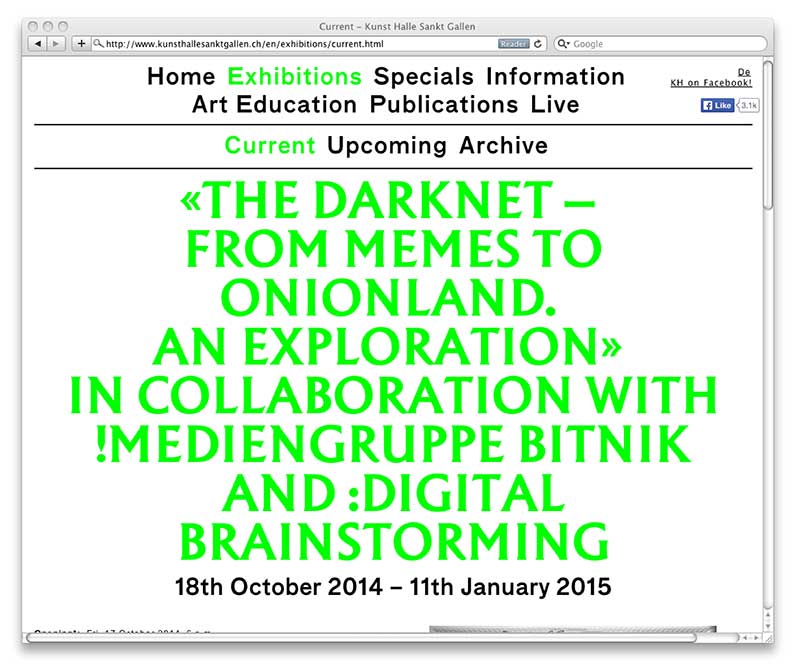 Current – Kunst Halle Sankt Gallen
http://www.kunsthallesanktgallen.ch/en/exhibitions/current.html
Reader
Google
Home Exhibitions Specials Information
Art Education Publications Live
De
KH on Facebook!
Like 3.1k
Current Upcoming Archive
«THE DARKNET –
FROM MEMES TO
ONIONLAND.
AN EXPLORATION»
IN COLLABORATION WITH
!MEDIENGRUPPE BITNIK
AND :DIGITAL
BRAINSTORMING
18th October 2014 – 11th January 2015